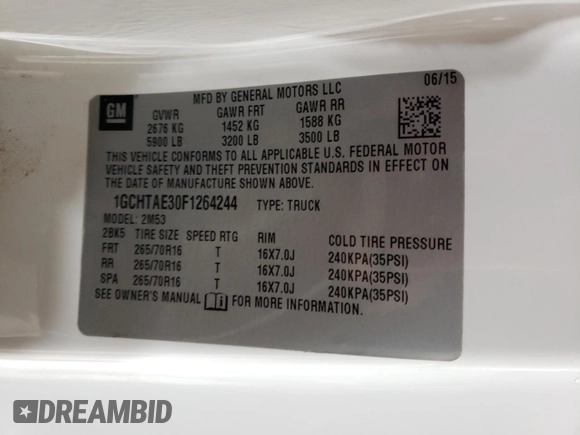 06/15
MFD BY GENERAL MOTORS LLC
GM
GVWR GAWR FRT GAWR RR
2676 KG 1452 KG 1588 KG
5900 LB 3200 LB 3500 LB
THIS VEHICLE CONFORMS TO ALL APPLICABLE U.S. FEDERAL MOTOR
VEHICLE SAFETY AND THEFT PREVENTION STANDARDS IN EFFECT ON
THE DATE OF MANUFACTURE SHOWN ABOVE.
1GCHTAE30F1264244 TYPE: TRUCK
MODEL: 2M53
2BK5 TIRE SIZE SPEED RTG RIM COLD TIRE PRESSURE
FRT 265/70R16 T 16X7.0J 240KPA(35PSI)
RR 265/70R16 T 16X7.0J 240KPA(35PSI)
SPA 265/70R16 T 16X7.0J 240KPA(35PSI)
SEE OWNER'S MANUAL i FOR MORE INFORMATION.
DREAMBID